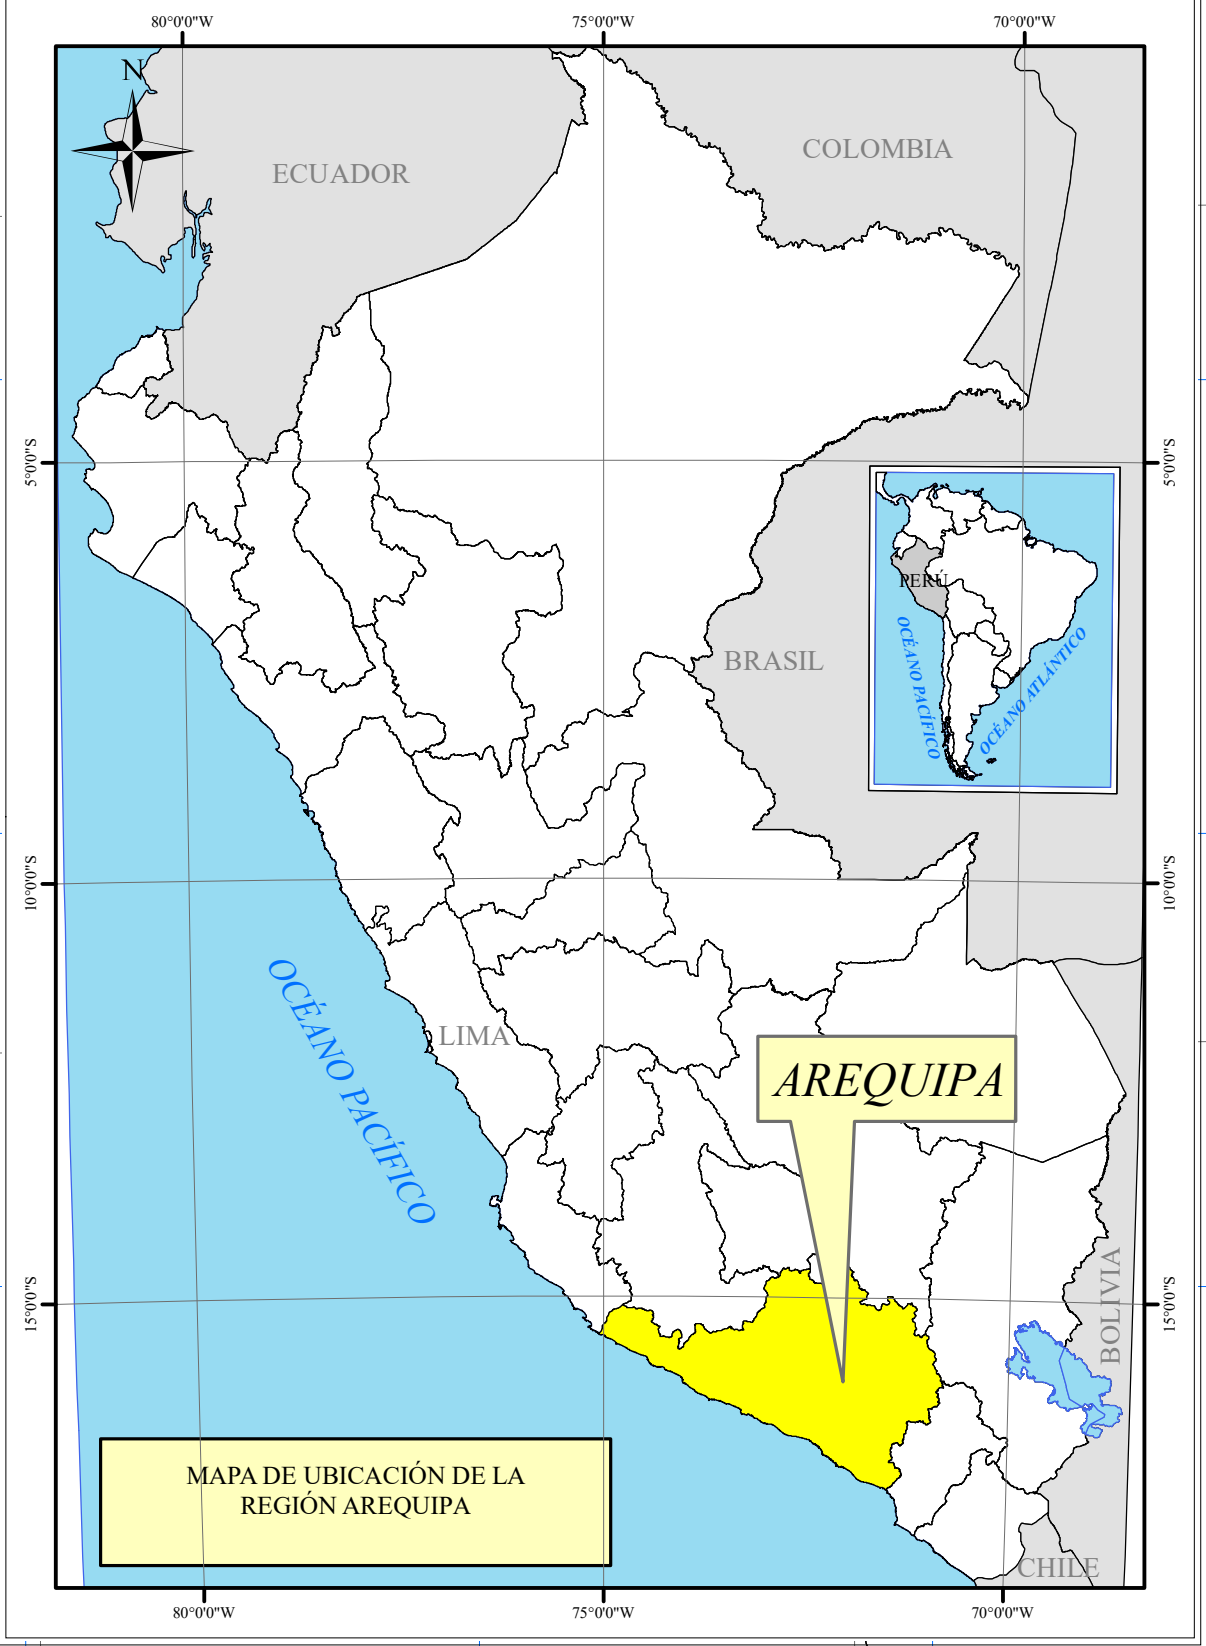 80°0'0"W
75°0'0"W
70°0'0"W
N
COLOMBIA
ECUADOR
5°0'0"S
5°0'0"S
PERÚ
OCÉANO PACÍFICO
OCÉANO ATLÁNTICO
BRASIL
10°0'0"S
10°0'0"S
OCÉANO PACÍFICO
LIMA
AREQUIPA
15°0'0"S
15°0'0"S
BOLIVIA
MAPA DE UBICACIÓN DE LA
REGIÓN AREQUIPA
CHILE
80°0'0"W
75°0'0"W
70°0'0"W